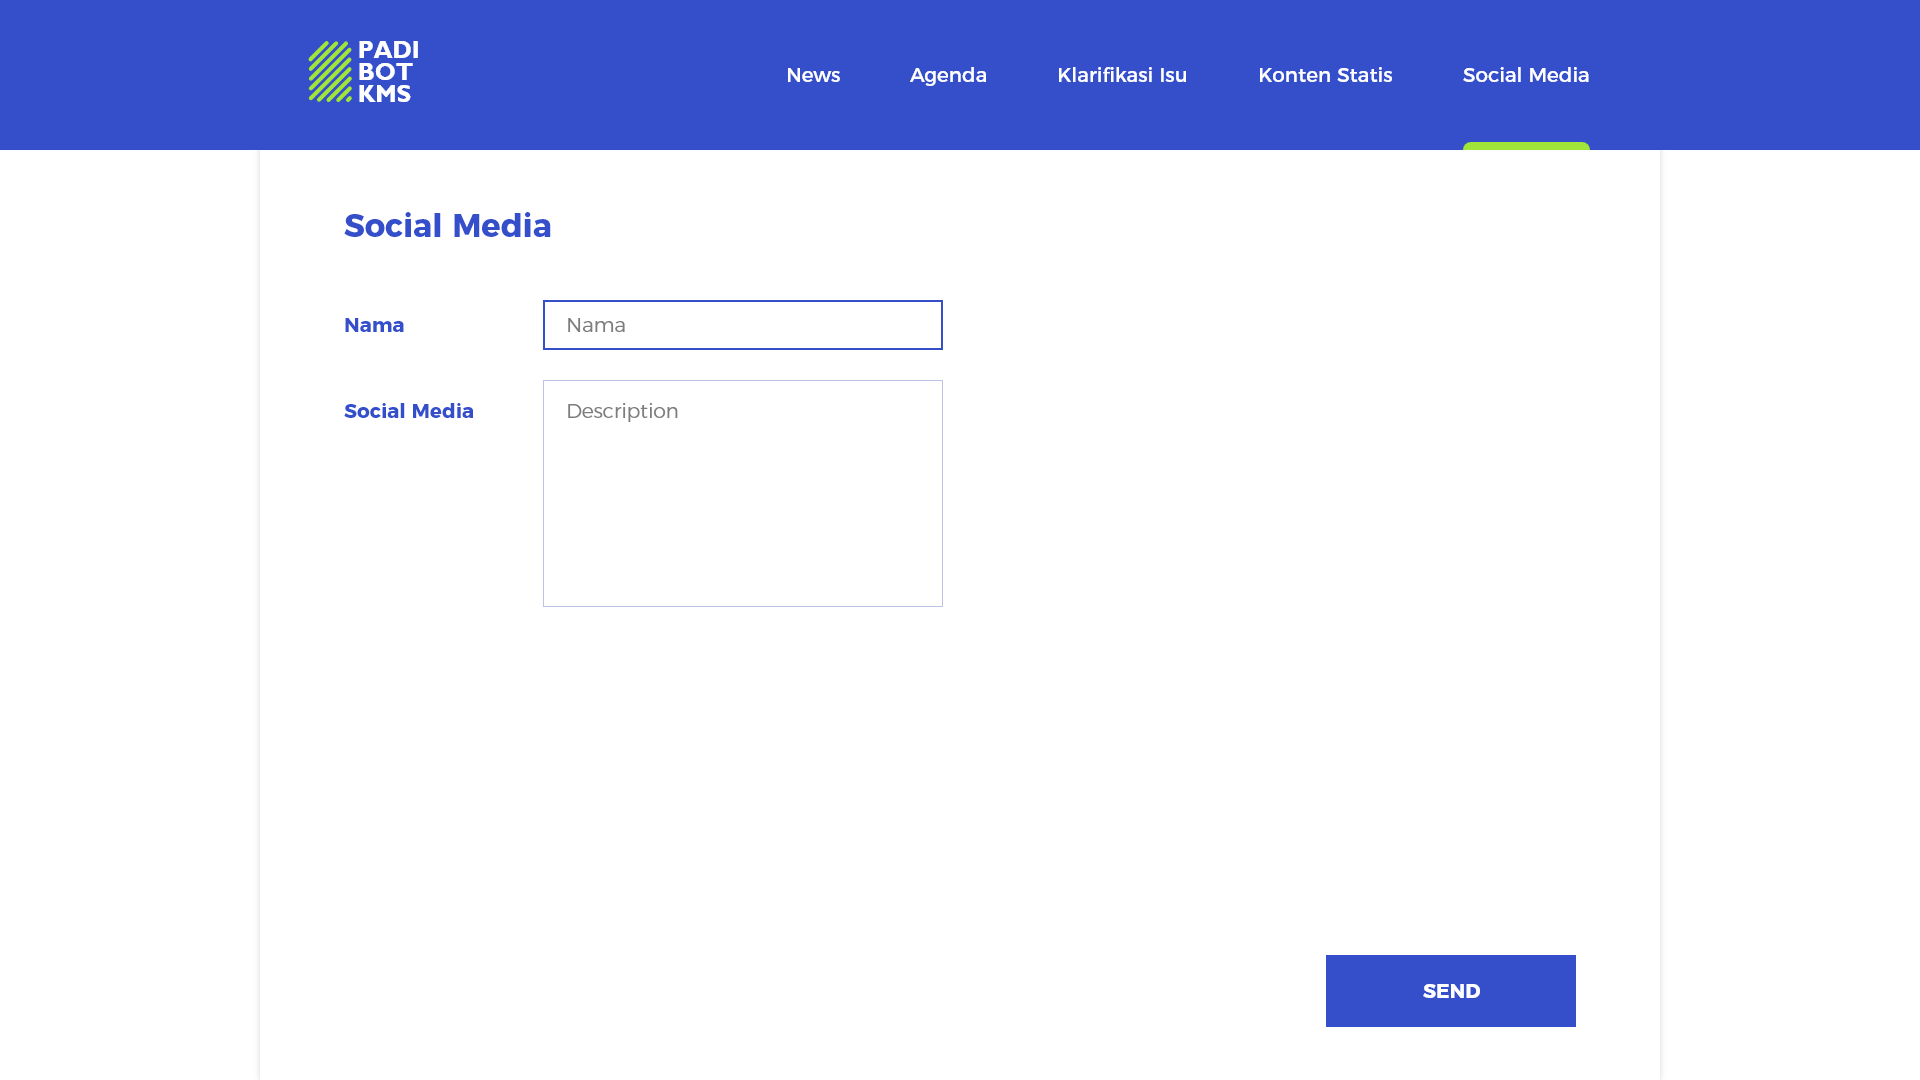 PADI
BOT
KMS
News
Agenda
Klarifikasi Isu
Konten Statis
Social Media
Social Media
Nama
Nama
Social Media
Description
SEND